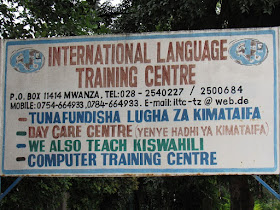 INTERNATIONAL LANGUAGE
TRAINING CENTRE
P.O. BOX 11414 MWANZA, TEL:028 - 2540227 / 2500684
MOBILE:0754-664933,0784-664933. E-mail:iltc-tz@web.de
TUNAFUNDISHA LUGHA ZA KIMATAIFA
DAY CARE CENTRE (YENYE HADHI YA KIMATAIFA)
WE ALSO TEACH KISWAHILI
COMPUTER TRAINING CENTRE